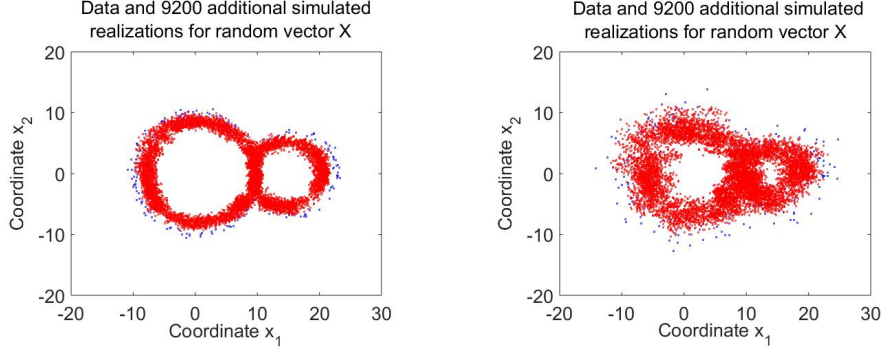 Data and 9200 additional simulated
realizations for random vector X
20
10
0
-10
-20
-20
-10
0
10
20
30
Coordinate x2
Coordinate x1
Data and 9200 additional simulated
realizations for random vector X
20
10
0
-10
-20
-20
-10
0
10
20
30
Coordinate x2
Coordinate x1